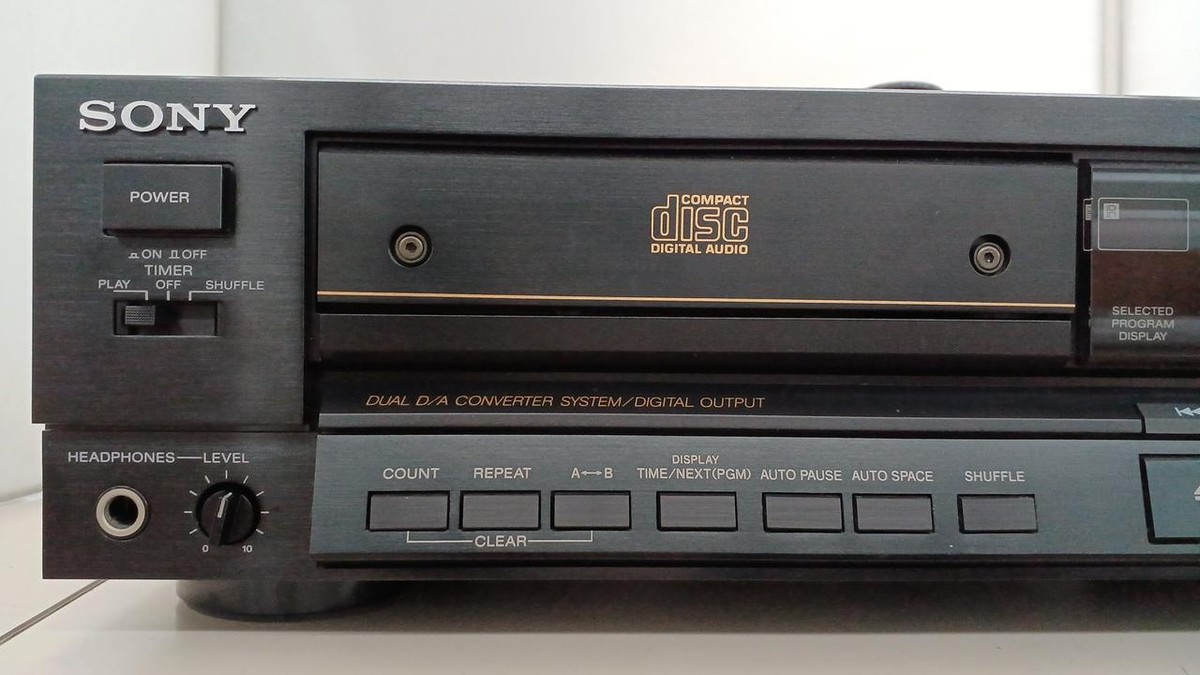 SONY
POWER
ON OFF
TIMER
PLAY OFF SHUFFLE
COMPACT
disc
DIGITAL AUDIO
SELECTED
PROGRAM
DISPLAY
DUAL D/A CONVERTER SYSTEM/DIGITAL OUTPUT
HEADPHONES LEVEL
0 10
COUNT
REPEAT
A↔B
DISPLAY
TIME/NEXT(PGM)
AUTO PAUSE
AUTO SPACE
SHUFFLE
CLEAR